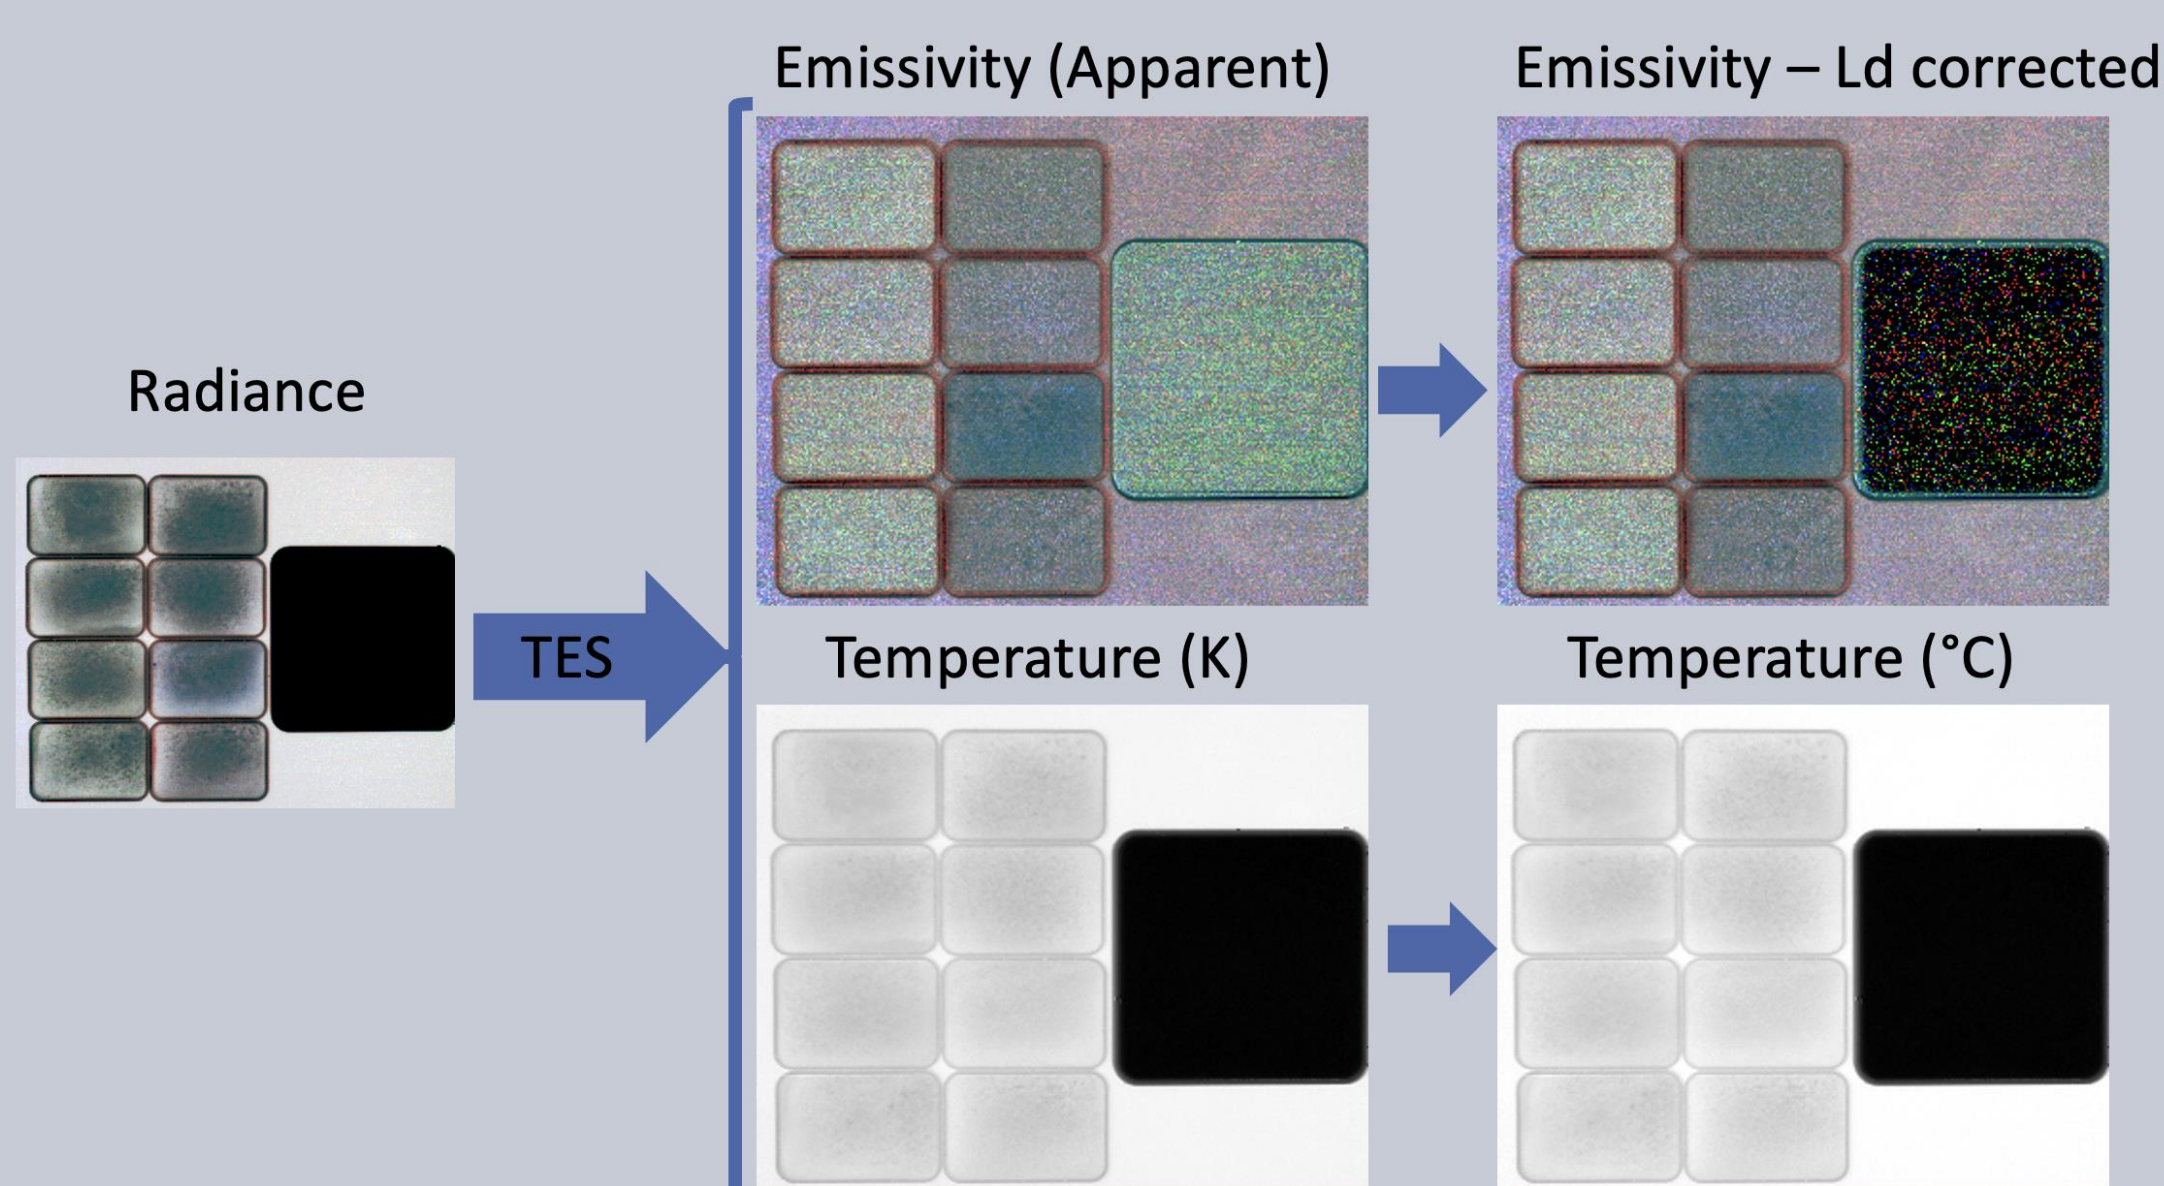 Emissivity (Apparent)
Emissivity – Ld corrected
Radiance
TES
Temperature (K)
Temperature (°C)